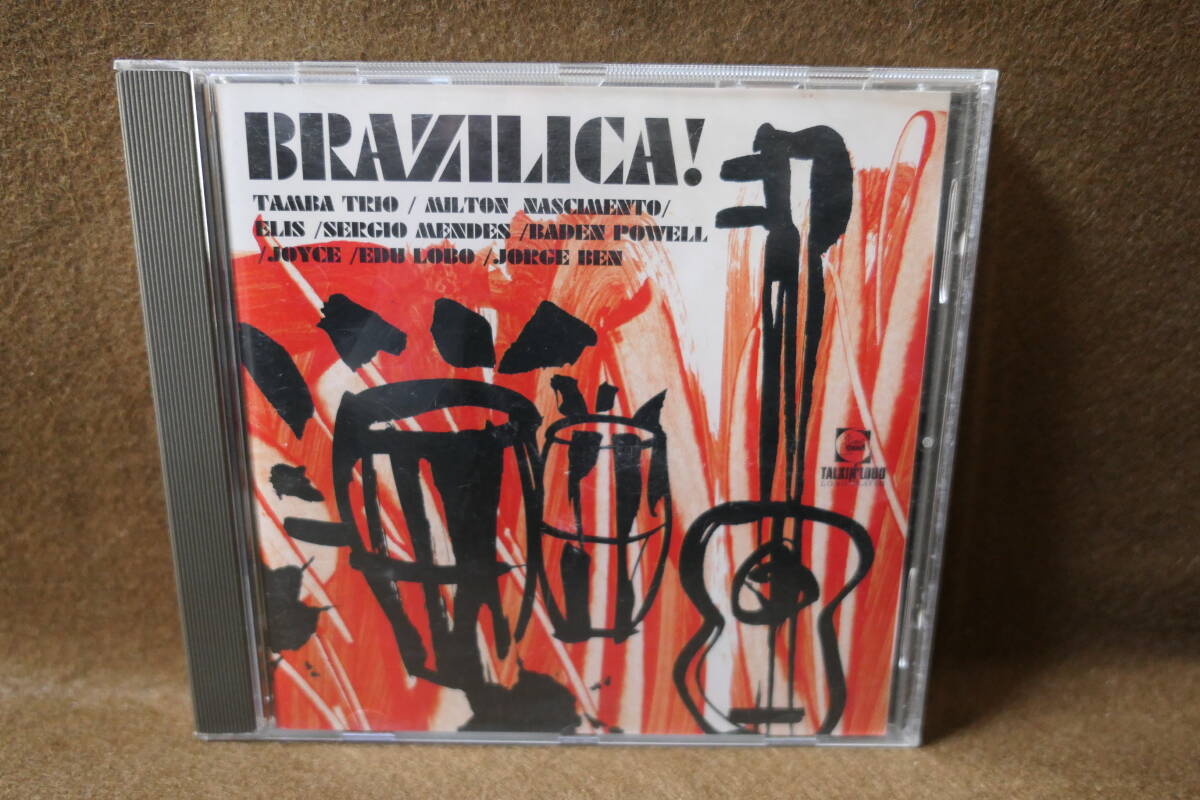 BRAZILICA!
TAMBA TRIO / MILTON NASCIMENTO/
ELIS /SERGIO MENDES /BADEN POWELL
/JOYCE /EDU LOBO /JORGE BEN
TALKIN' LOUD